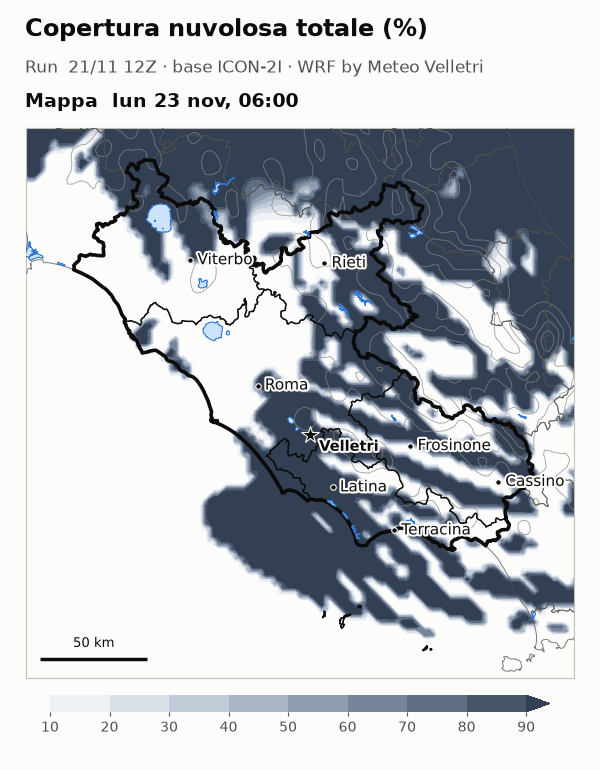 Copertura nuvolosa totale (%)
Run 21/11 12Z · base ICON-2I · WRF by Meteo Velletri
Mappa lun 23 nov, 06:00
Viterbo
Rieti
Roma
Velletri
Frosinone
Cassino
Latina
Terracina
50 km
10 20 30 40 50 60 70 80 90